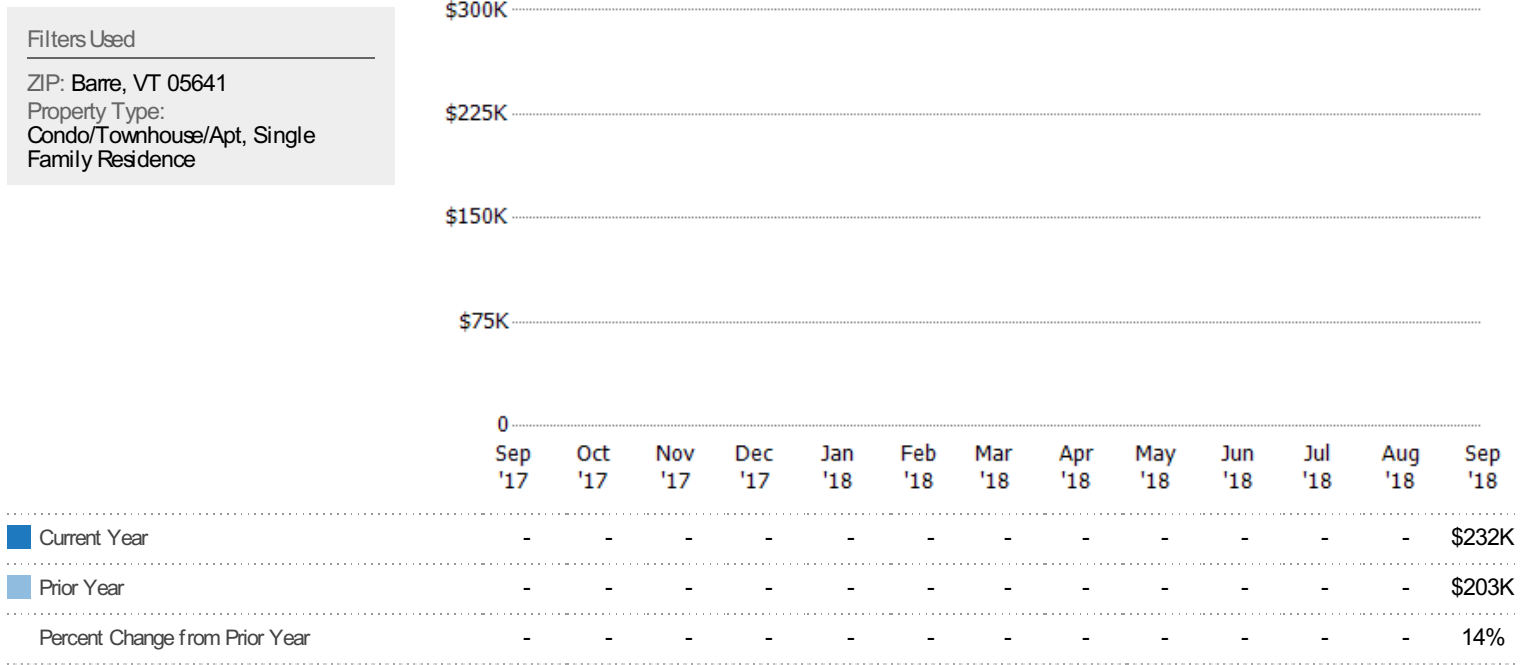 Filters Used
ZIP: Barre, VT 05641
Property Type:
Condo/Townhouse/Apt, Single
Family Residence
$300K
$225K
$150K
$75K
0
Sep Oct Nov Dec Jan Feb Mar Apr May Jun Jul Aug Sep
'17 '17 '17 '17 '18 '18 '18 '18 '18 '18 '18 '18 '18
Current Year - - - - - - - - - - - - $232K
Prior Year - - - - - - - - - - - - $203K
Percent Change from Prior Year - - - - - - - - - - - - 14%